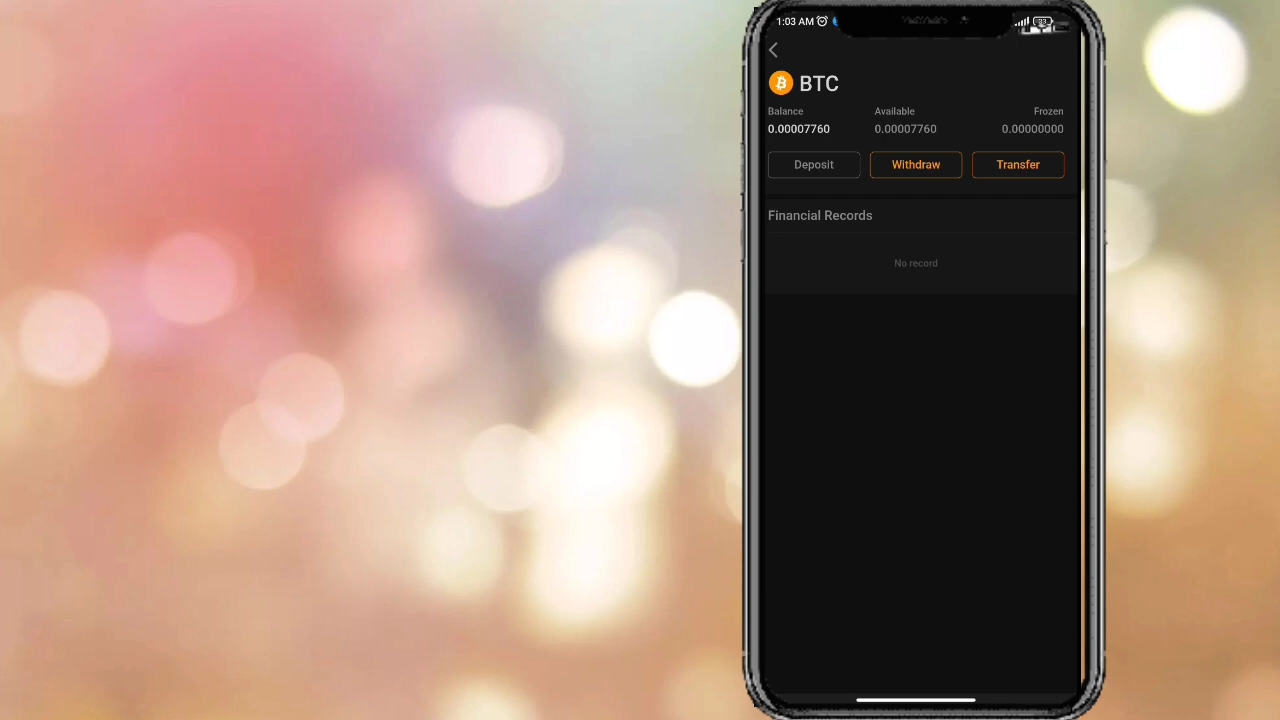 1:03 AM
33
BTC
Balance Available Frozen
0.00007760 0.00007760 0.00000000
Deposit Withdraw Transfer
Financial Records
No record